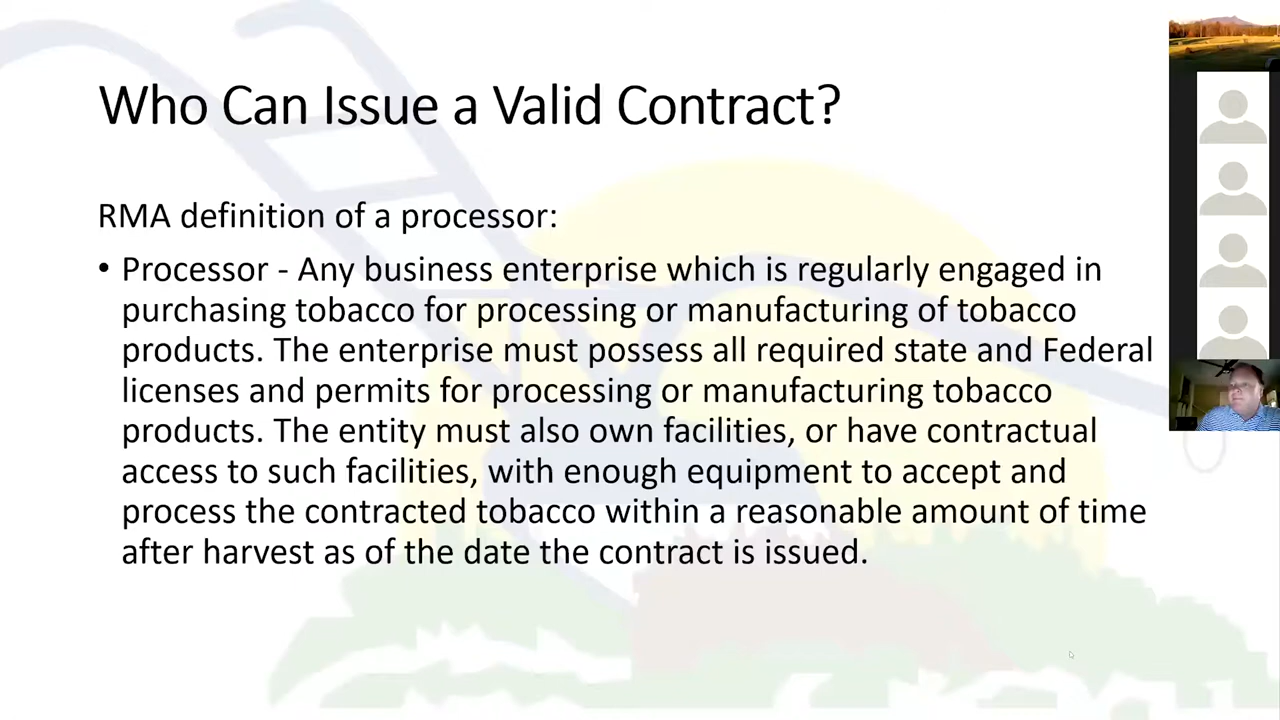 Who Can Issue a Valid Contract?
RMA definition of a processor:
• Processor - Any business enterprise which is regularly engaged in
purchasing tobacco for processing or manufacturing of tobacco
products. The enterprise must possess all required state and Federal
licenses and permits for processing or manufacturing tobacco
products. The entity must also own facilities, or have contractual
access to such facilities, with enough equipment to accept and
process the contracted tobacco within a reasonable amount of time
after harvest as of the date the contract is issued.